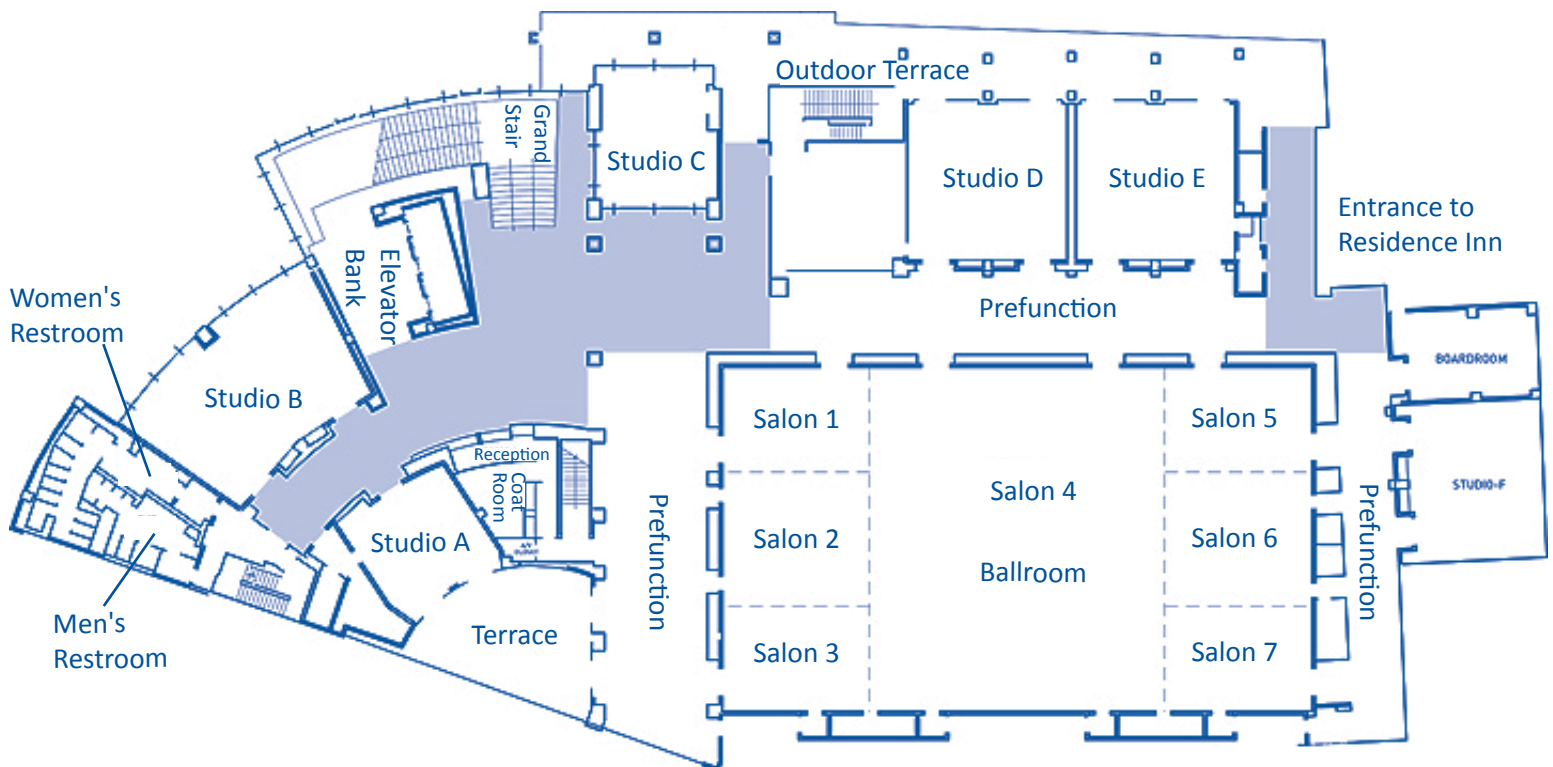 Outdoor Terrace
Grand
Stair
Studio C
Studio D
Studio E
Entrance to
Residence Inn
Elevator
Bank
Women's
Restroom
Prefunction
BOARDROOM
Studio B
Salon 1
Salon 5
Reception
Coat
Room
Salon 4
STUDIO-F
Prefunction
Prefunction
Studio A
Salon 2
Salon 6
Ballroom
Men's
Restroom
Terrace
Salon 3
Salon 7